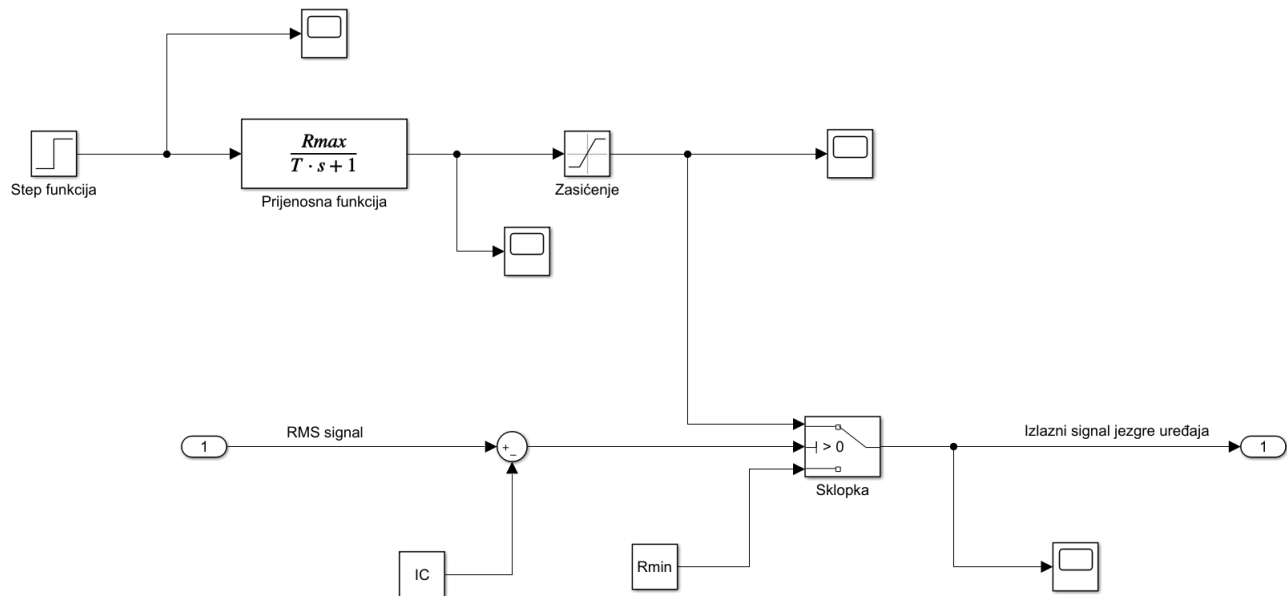 Rmax
T · s + 1
Step funkcija
Prijenosna funkcija
Zasićenje
1
RMS signal
+
−
> 0
Sklopka
Izlazni signal jezgre uređaja
1
IC
Rmin